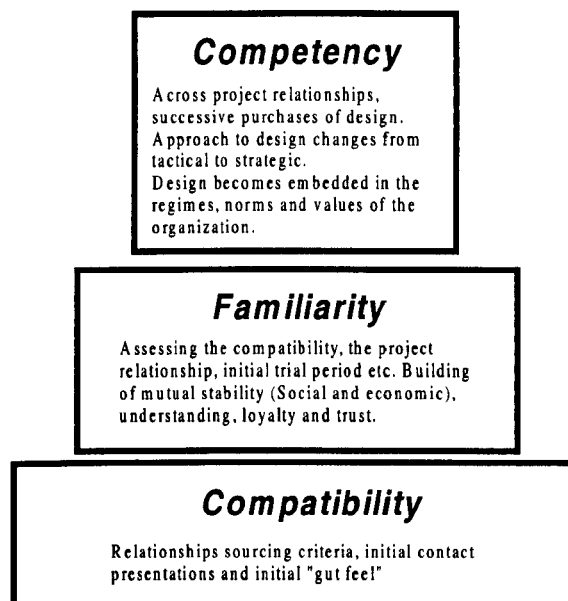 Competency
Across project relationships,
successive purchases of design.
Approach to design changes from
tactical to strategic.
Design becomes embedded in the
regimes, norms and values of the
organization.
Familiarity
Assessing the compatibility, the project
relationship, initial trial period etc. Building
of mutual stability (Social and economic),
understanding, loyalty and trust.
Compatibility
Relationships sourcing criteria, initial contact
presentations and initial "gut feel"